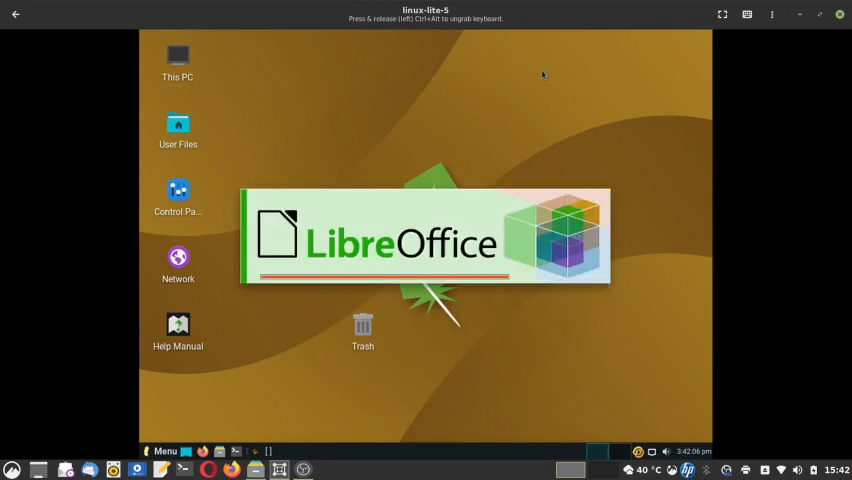 linux-lite-5
Press & release (left) Ctrl+Alt to ungrab keyboard.
This PC
User Files
Control Pa...
Network
Help Manual
Trash
LibreOffice
Menu
3:42:06 pm
40 °C
hp
15:42